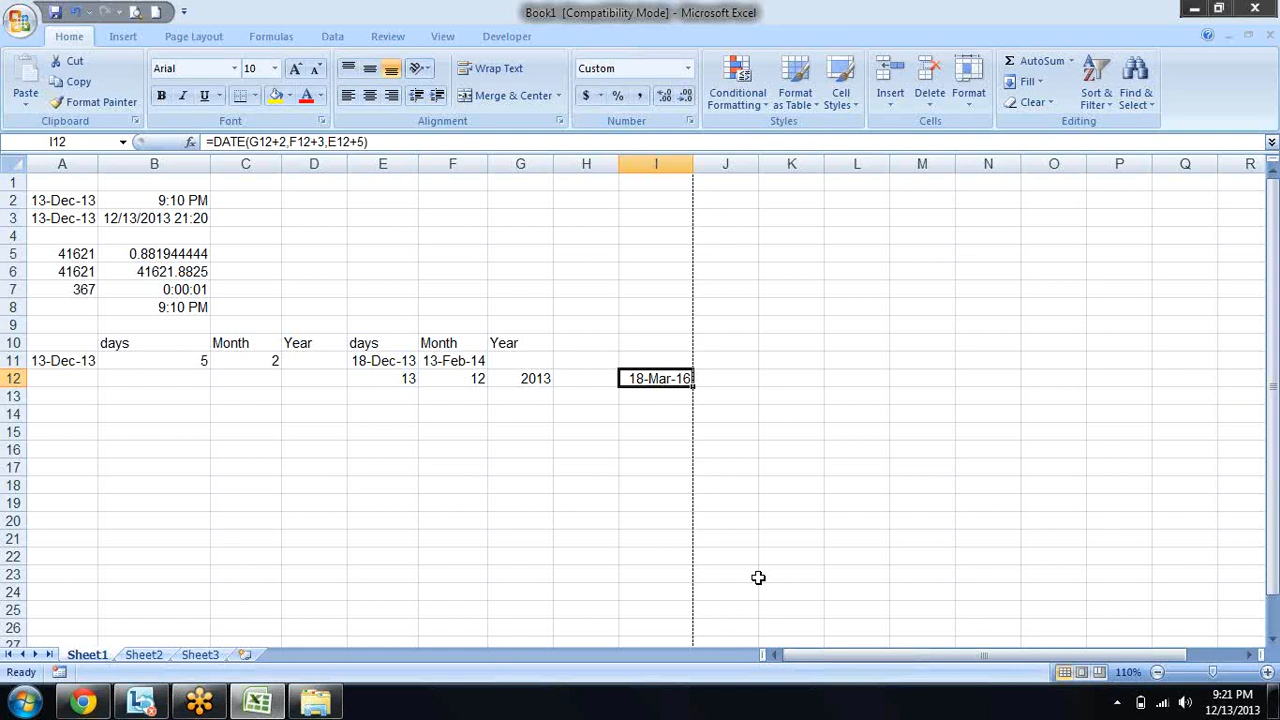 Book1 [Compatibility Mode] - Microsoft Excel
Home Insert Page Layout Formulas Data Review View Developer
Paste Cut Copy Format Painter Clipboard
Arial 10 A A B I U A Font
Wrap Text Merge & Center Alignment
Custom $ % , Number
Conditional Formatting Format as Table Cell Styles Styles
Insert Delete Format Cells
Σ AutoSum Fill Clear Sort & Filter Find & Select Editing
I12 fx =DATE(G12+2,F12+3,E12+5)
A B C D E F G H I J K L M N O P Q R
1
2 13-Dec-13 9:10 PM
3 13-Dec-13 12/13/2013 21:20
4
5 41621 0.881944444
6 41621 41621.8825
7 367 0:00:01
8 9:10 PM
9
10 days Month Year days Month Year
11 13-Dec-13 5 2 18-Dec-13 13-Feb-14
12 13 12 2013 18-Mar-16
13
14
15
16
17
18
19
20
21
22
23
24
25
26
27
Sheet1 Sheet2 Sheet3
Ready 110%
9:21 PM
12/13/2013